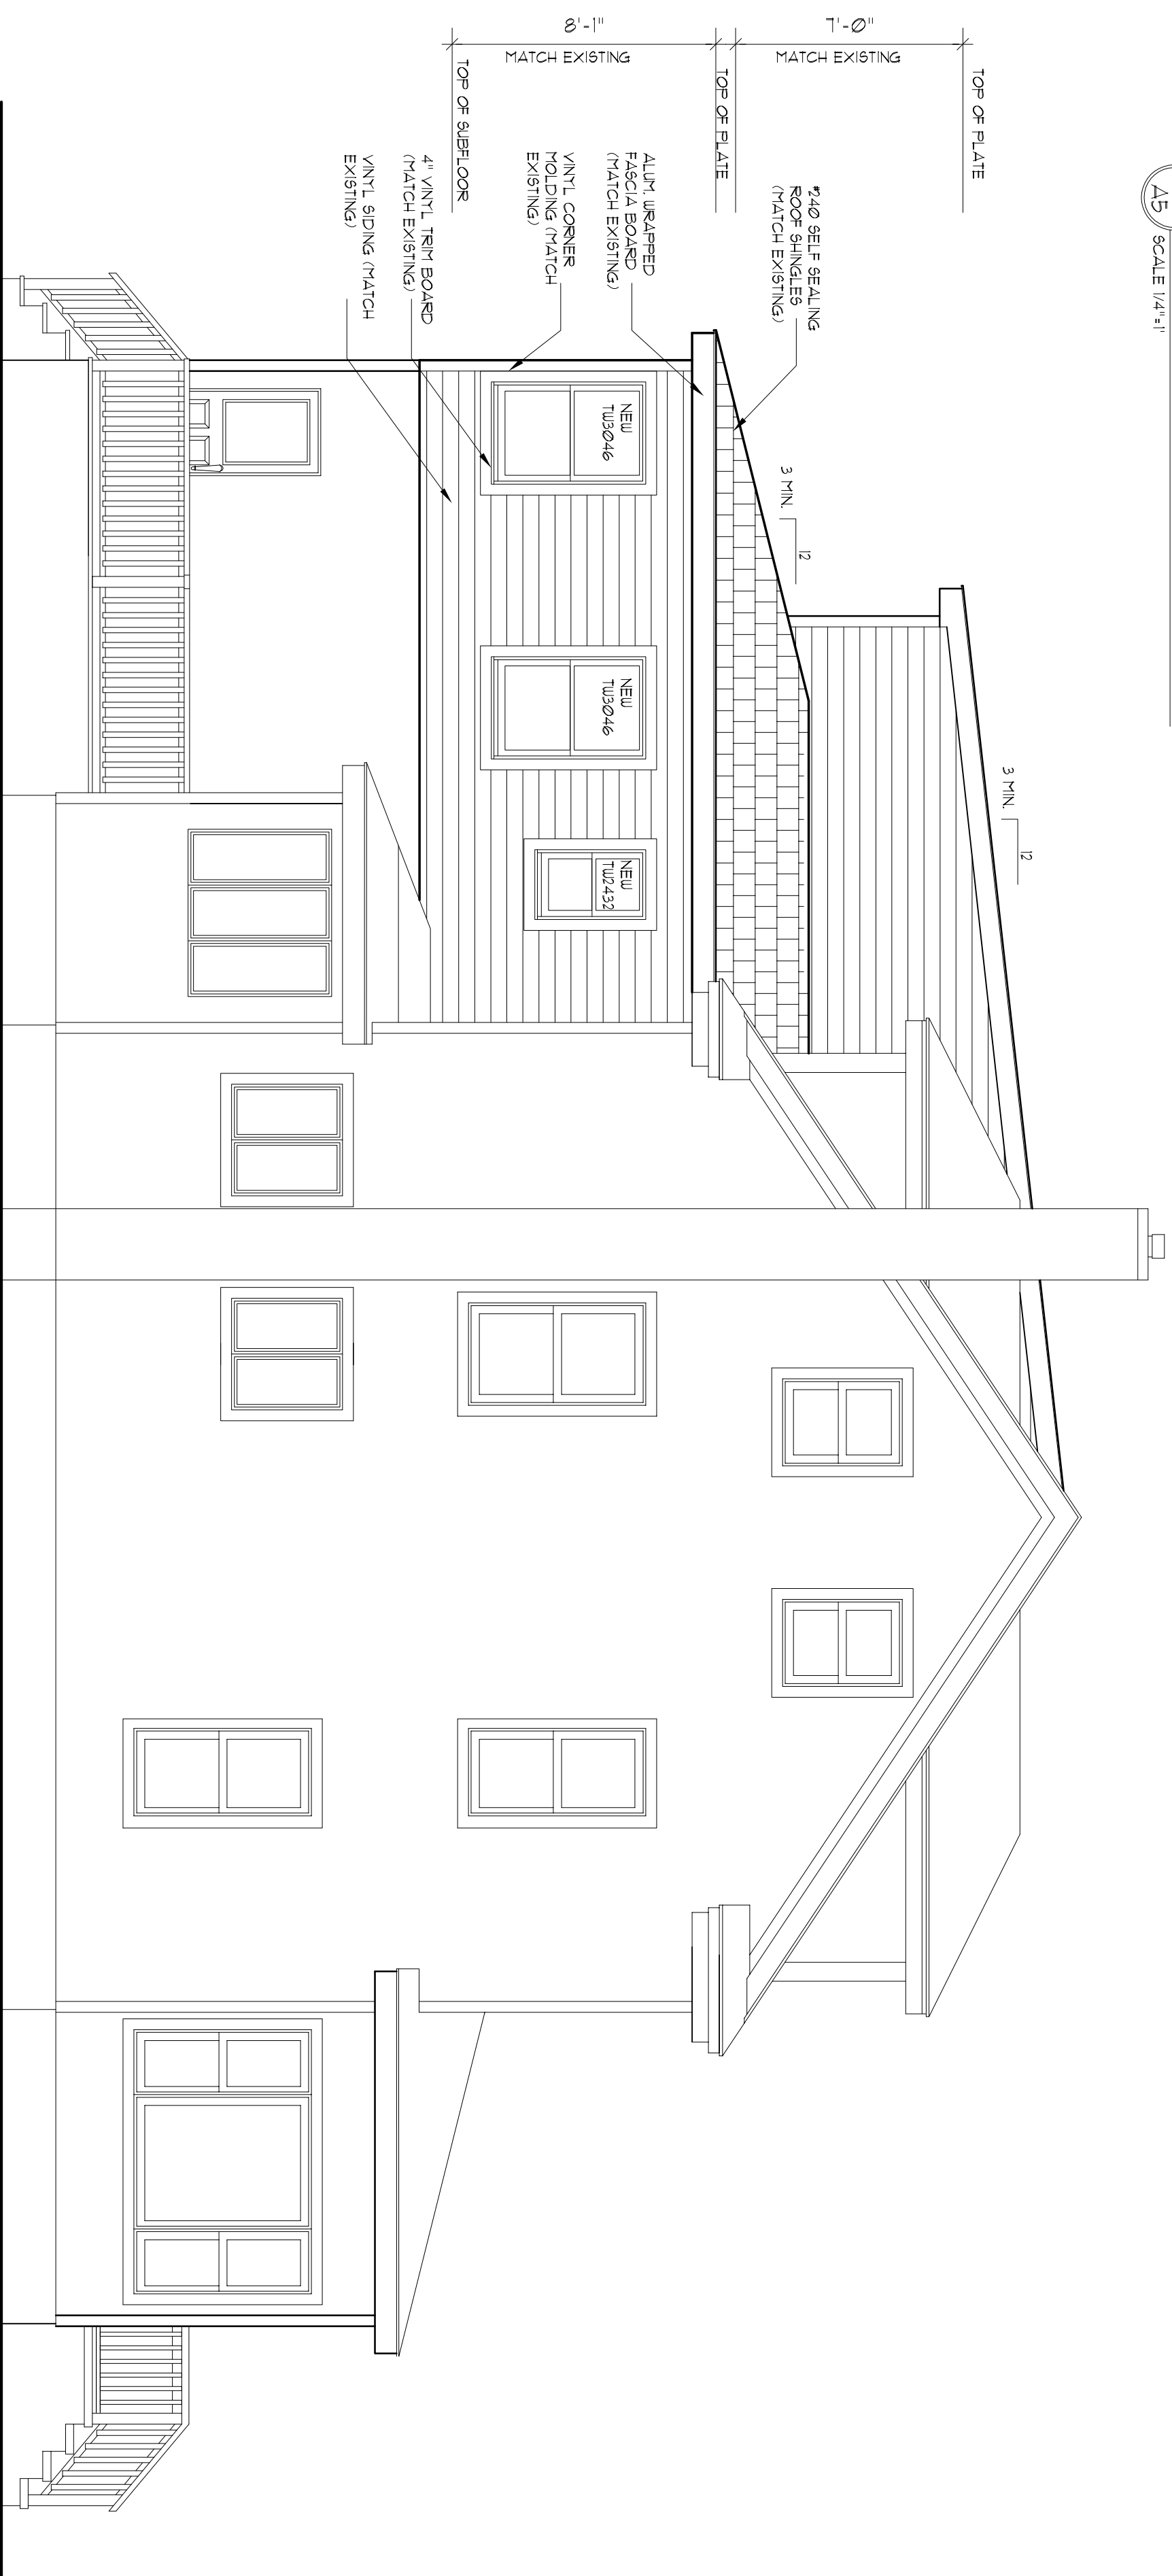 A5
SCALE 1/4"=1'
TOP OF PLATE
7'-0"
MATCH EXISTING
TOP OF PLATE
8'-1"
MATCH EXISTING
TOP OF SUBFLOOR
12
3 MIN.
12
3 MIN.
#240 SELF SEALING
ROOF SHINGLES
(MATCH EXISTING)
ALUM. WRAPPED
FASCIA BOARD
(MATCH EXISTING)
VINYL CORNER
MOLDING (MATCH
EXISTING)
4" VINYL TRIM BOARD
(MATCH EXISTING)
VINYL SIDING (MATCH
EXISTING)
NEW
TW3046
NEW
TW3046
NEW
TW2432